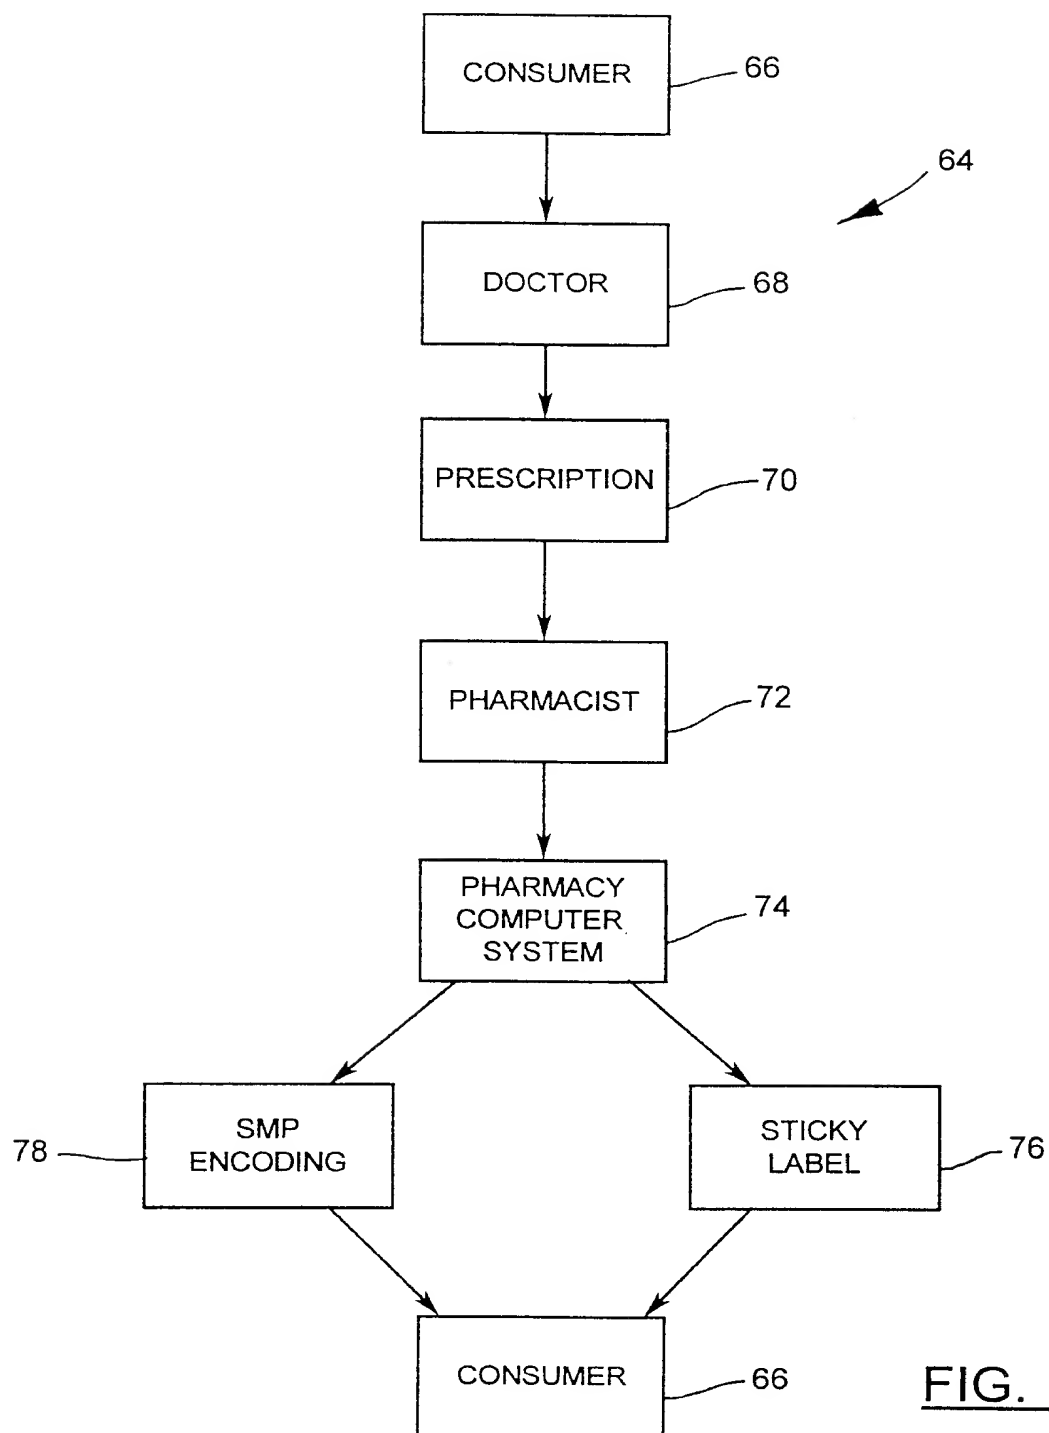 CONSUMER
66
64
DOCTOR
68
PRESCRIPTION
70
PHARMACIST
72
PHARMACY
COMPUTER
SYSTEM
74
SMP
ENCODING
78
STICKY
LABEL
76
CONSUMER
66
FIG.